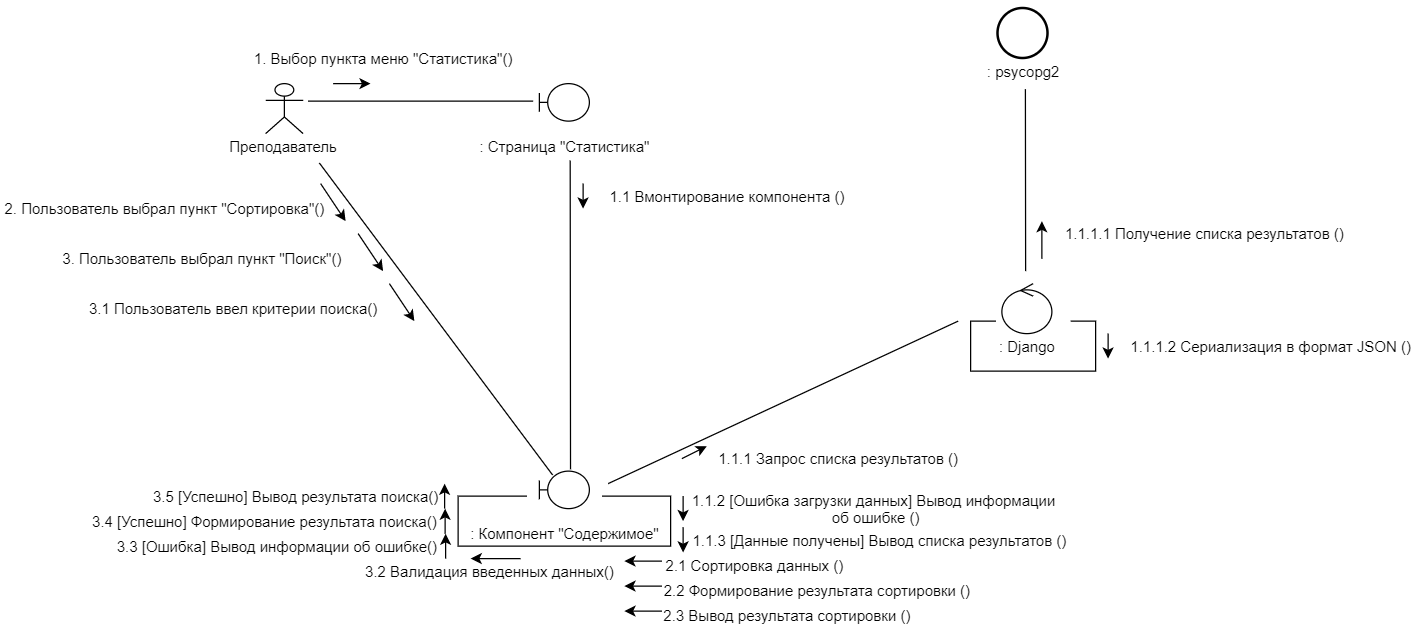 1. Выбор пункта меню "Статистика"()
: psycopg2
Преподаватель
: Страница "Статистика"
1.1 Вмонтирование компонента ()
2. Пользователь выбрал пункт "Сортировка"()
1.1.1.1 Получение списка результатов ()
3. Пользователь выбрал пункт "Поиск"()
3.1 Пользователь ввел критерии поиска()
: Django
1.1.1.2 Сериализация в формат JSON ()
1.1.1 Запрос списка результатов ()
3.5 [Успешно] Вывод результата поиска()
1.1.2 [Ошибка загрузки данных] Вывод информации
об ошибке ()
3.4 [Успешно] Формирование результата поиска()
: Компонент "Содержимое"
3.3 [Ошибка] Вывод информации об ошибке()
1.1.3 [Данные получены] Вывод списка результатов ()
3.2 Валидация введенных данных()
2.1 Сортировка данных ()
2.2 Формирование результата сортировки ()
2.3 Вывод результата сортировки ()